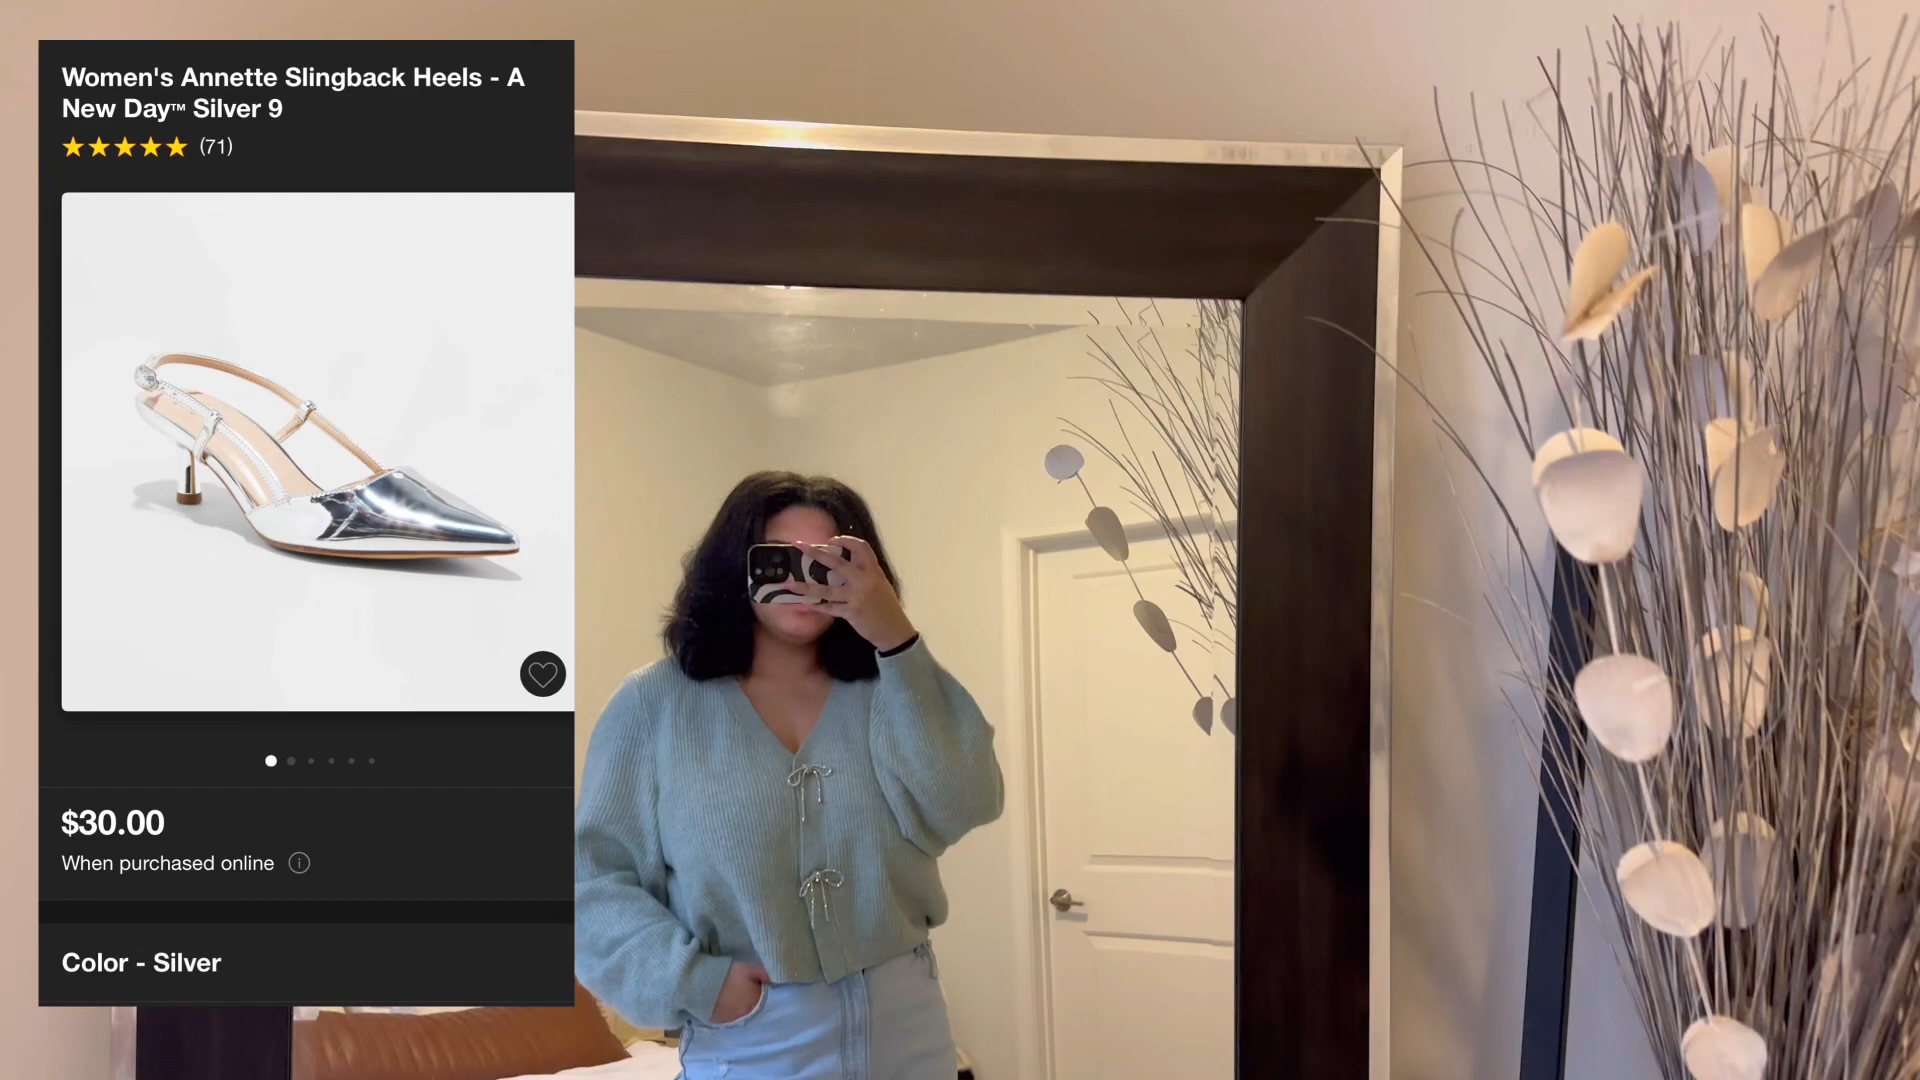 Women's Annette Slingback Heels - A
New Day™ Silver 9
(71)
$30.00
When purchased online
Color - Silver